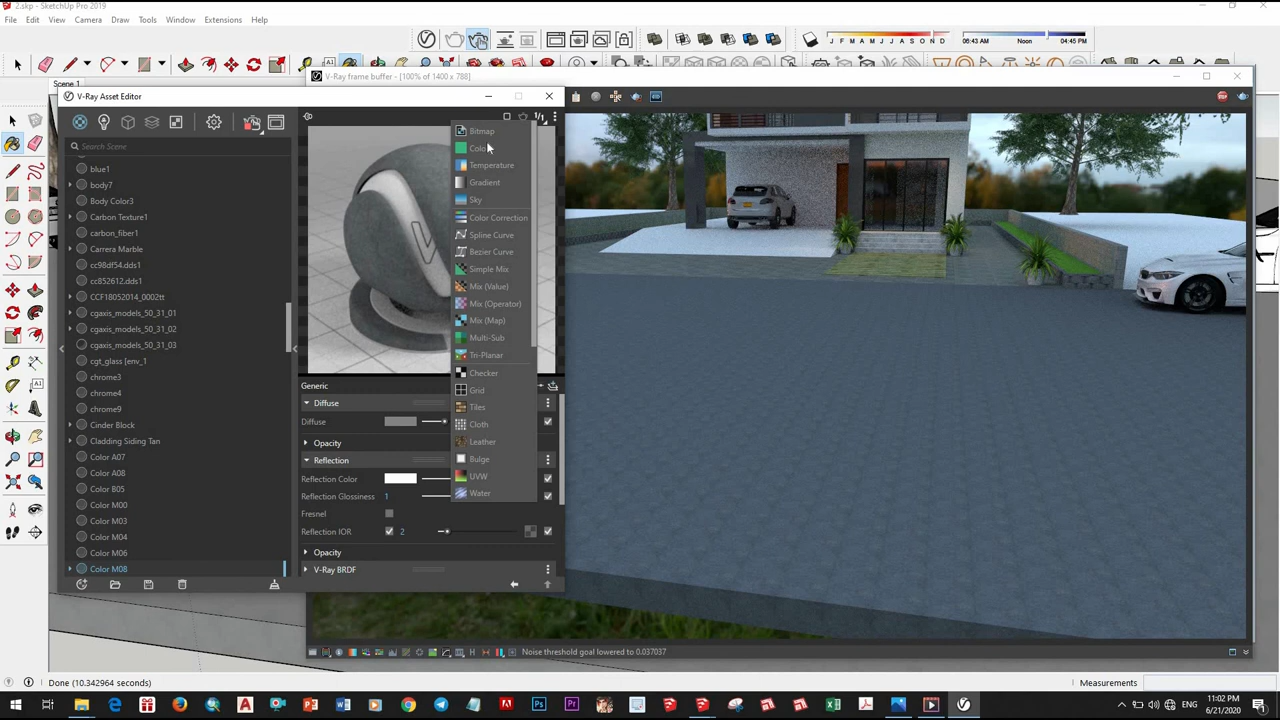 2.skp - SketchUp Pro 2019
File Edit View Camera Draw Tools Window Extensions Help
J F M A M J J A S O N D
06:43 AM Noon 04:45 PM
Scene 1
V-Ray frame buffer - [100% of 1400 x 788]
V-Ray Asset Editor
Search Scene
blue1
body7
Body Color3
Carbon Texture1
carbon_fiber1
Carrera Marble
cc98df54.dds1
cc852612.dds1
CCF18052014_0002tt
cgaxis_models_50_31_01
cgaxis_models_50_31_02
cgaxis_models_50_31_03
cgt_glass [env_1
chrome3
chrome4
chrome9
Cinder Block
Cladding Siding Tan
Color A07
Color A08
Color B05
Color M00
Color M03
Color M04
Color M06
Color M08
1/1
Bitmap
Temperature
Gradient
Sky
Color Correction
Spline Curve
Bezier Curve
Simple Mix
Mix (Value)
Mix (Operator)
Mix (Map)
Multi-Sub
Tri-Planar
Checker
Grid
Tiles
Cloth
Leather
Bulge
UVW
Water
Generic
Diffuse
Diffuse
Opacity
Reflection
Reflection Color
Reflection Glossiness 1
Fresnel
Reflection IOR 2
Opacity
V-Ray BRDF
Noise threshold goal lowered to 0.037037
Done (10.342964 seconds)
Measurements
11:02 PM
6/21/2020